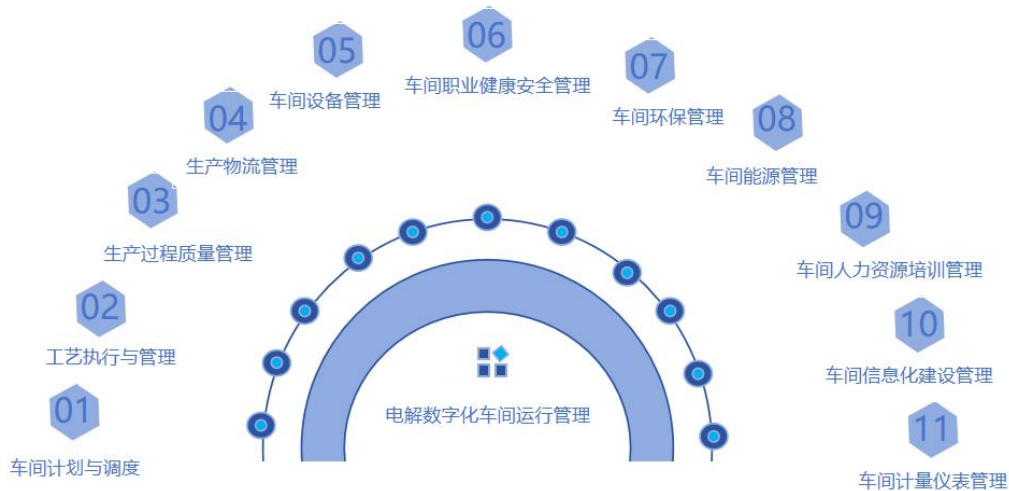 01
车间计划与调度
02
工艺执行与管理
03
生产过程质量管理
04
生产物流管理
05
车间设备管理
06
车间职业健康安全管理
07
车间环保管理
08
车间能源管理
09
车间人力资源培训管理
10
车间信息化建设管理
11
车间计量仪表管理
电解数字化车间运行管理